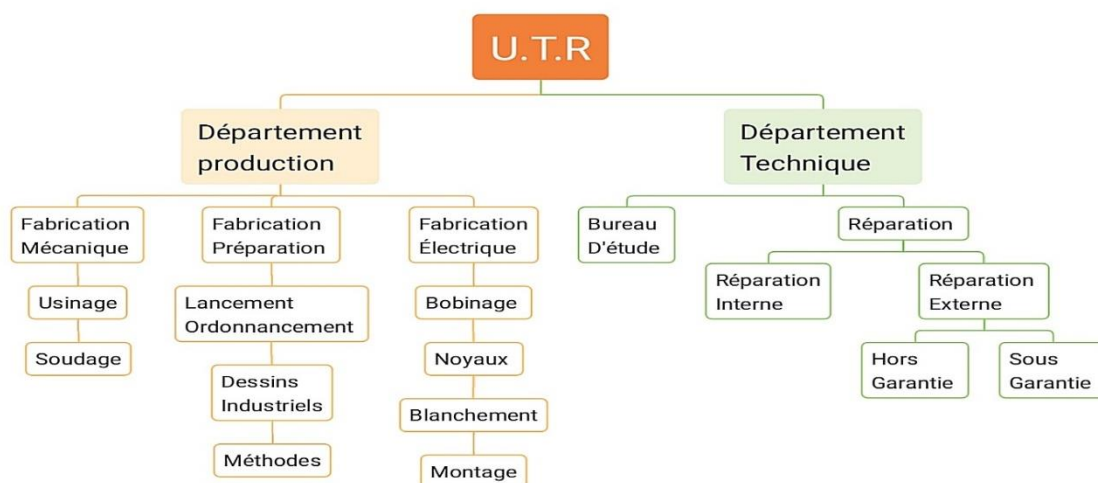 U.T.R
Département
production
Département
Technique
Fabrication
Mécanique
Fabrication
Préparation
Fabrication
Électrique
Bureau
D'étude
Réparation
Usinage
Lancement
Ordonnancement
Bobinage
Réparation
Interne
Réparation
Externe
Soudage
Dessins
Industriels
Noyaux
Hors
Garantie
Sous
Garantie
Blanchement
Méthodes
Montage